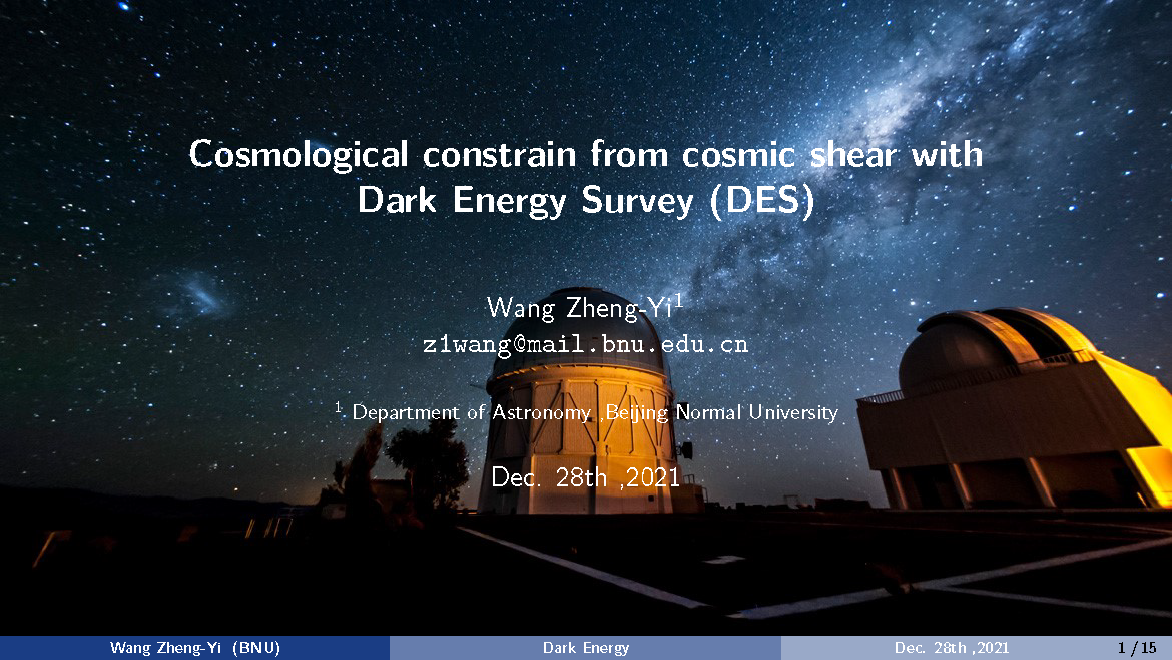 Cosmological constrain from cosmic shear with
Dark Energy Survey (DES)
Wang Zheng-Yi¹
z1wang@mail.bnu.edu.cn
¹ Department of Astronomy ,Beijing Normal University
Dec. 28th ,2021
Wang Zheng-Yi (BNU)
Dark Energy
Dec. 28th ,2021
1 / 15